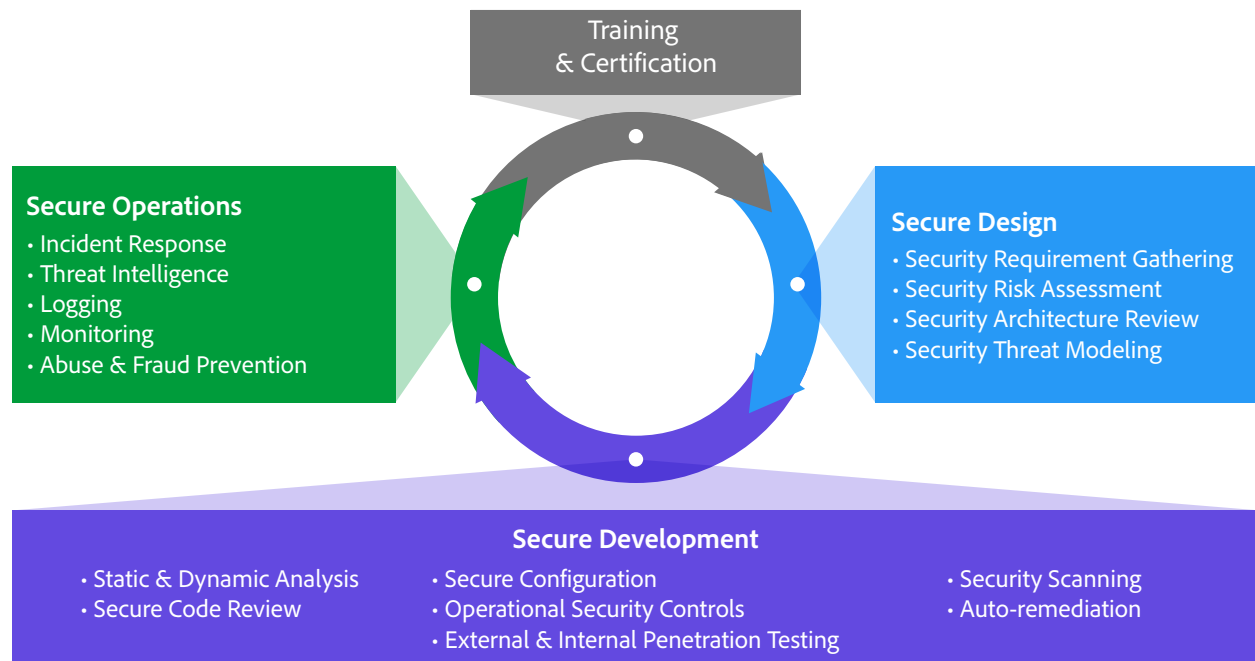 Training
& Certification
Secure Operations
• Incident Response
• Threat Intelligence
• Logging
• Monitoring
• Abuse & Fraud Prevention
Secure Design
• Security Requirement Gathering
• Security Risk Assessment
• Security Architecture Review
• Security Threat Modeling
Secure Development
• Static & Dynamic Analysis
• Secure Code Review
• Secure Configuration
• Operational Security Controls
• External & Internal Penetration Testing
• Security Scanning
• Auto-remediation